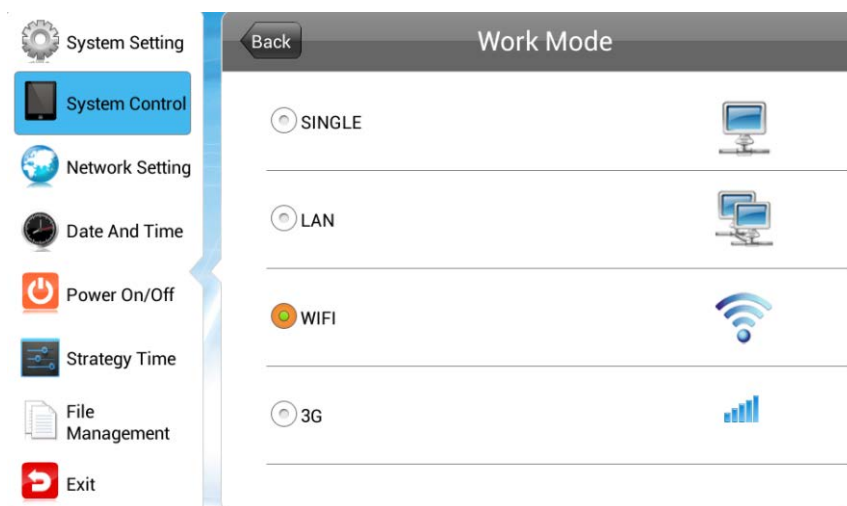 System Setting
System Control
Network Setting
Date And Time
Power On/Off
Strategy Time
File
Management
Exit
Back
Work Mode
SINGLE
LAN
WIFI
3G